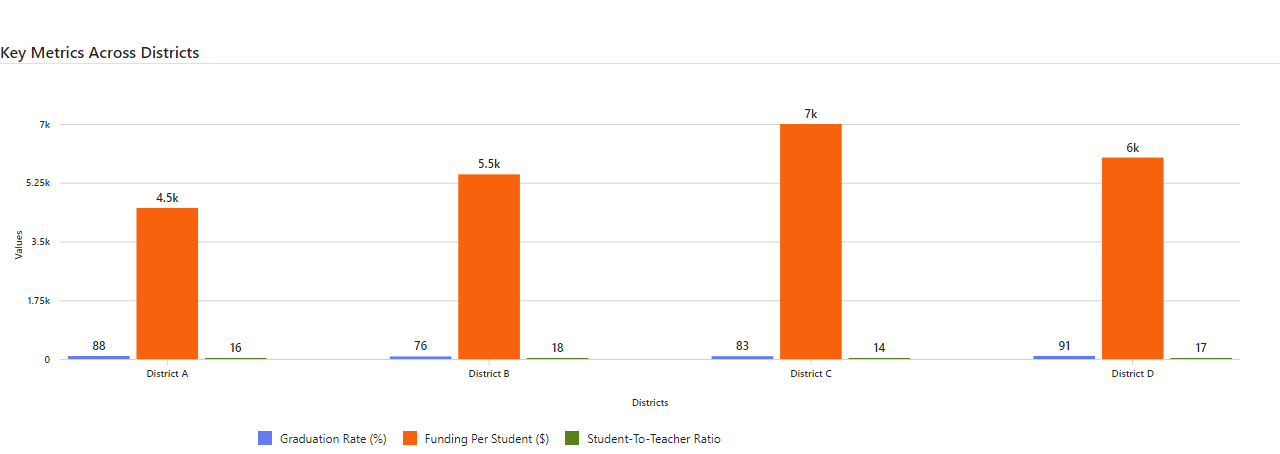 Key Metrics Across Districts
7k
7k
6k
5.5k
5.25k
4.5k
3.5k
Values
1.75k
88
16
76
18
83
14
91
17
0
District A
District B
District C
District D
Districts
Graduation Rate (%)
Funding Per Student ($)
Student-To-Teacher Ratio